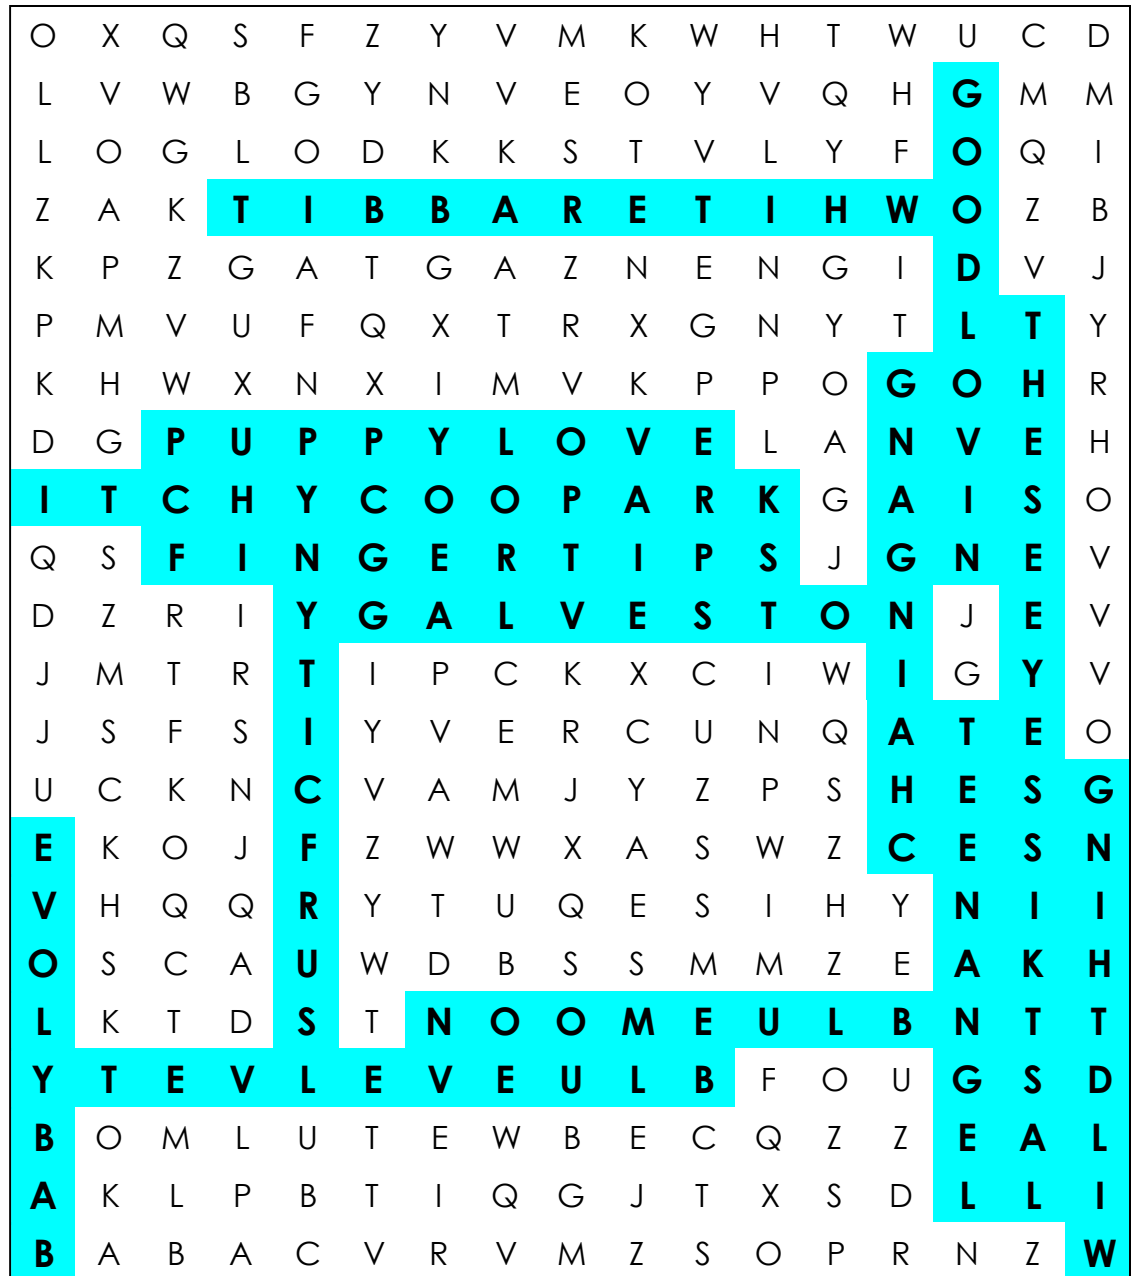 O X Q S F Z Y V M K W H T W U C D
L V W B G Y N V E O Y V Q H G M M
L O G L O D K K S T V L Y F O Q I
Z A K T I B B A R E T I H W O Z B
K P Z G A T G A Z N E N G I D V J
P M V U F Q X T R X G N Y T L T Y
K H W X N X I M V K P P O G O H R
D G P U P P Y L O V E L A N V E H
I T C H Y C O O P A R K G A I S O
Q S F I N G E R T I P S J G N E V
D Z R I Y G A L V E S T O N J E V
J M T R T I P C K X C I W I G Y V
J S F S I Y V E R C U N Q A T E O
U C K N C V A M J Y Z P S H E S G
E K O J F Z W W X A S W Z C E S N
V H Q Q R Y T U Q E S I H Y N I I
O S C A U W D B S S M M Z E A K H
L K T D S T N O O M E U L B N T T
Y T E V L E V E U L B F O U G S D
B O M L U T E W B E C Q Z Z E A L
A K L P B T I Q G J T X S D L L I
B A B A C V R V M Z S O P R N Z W